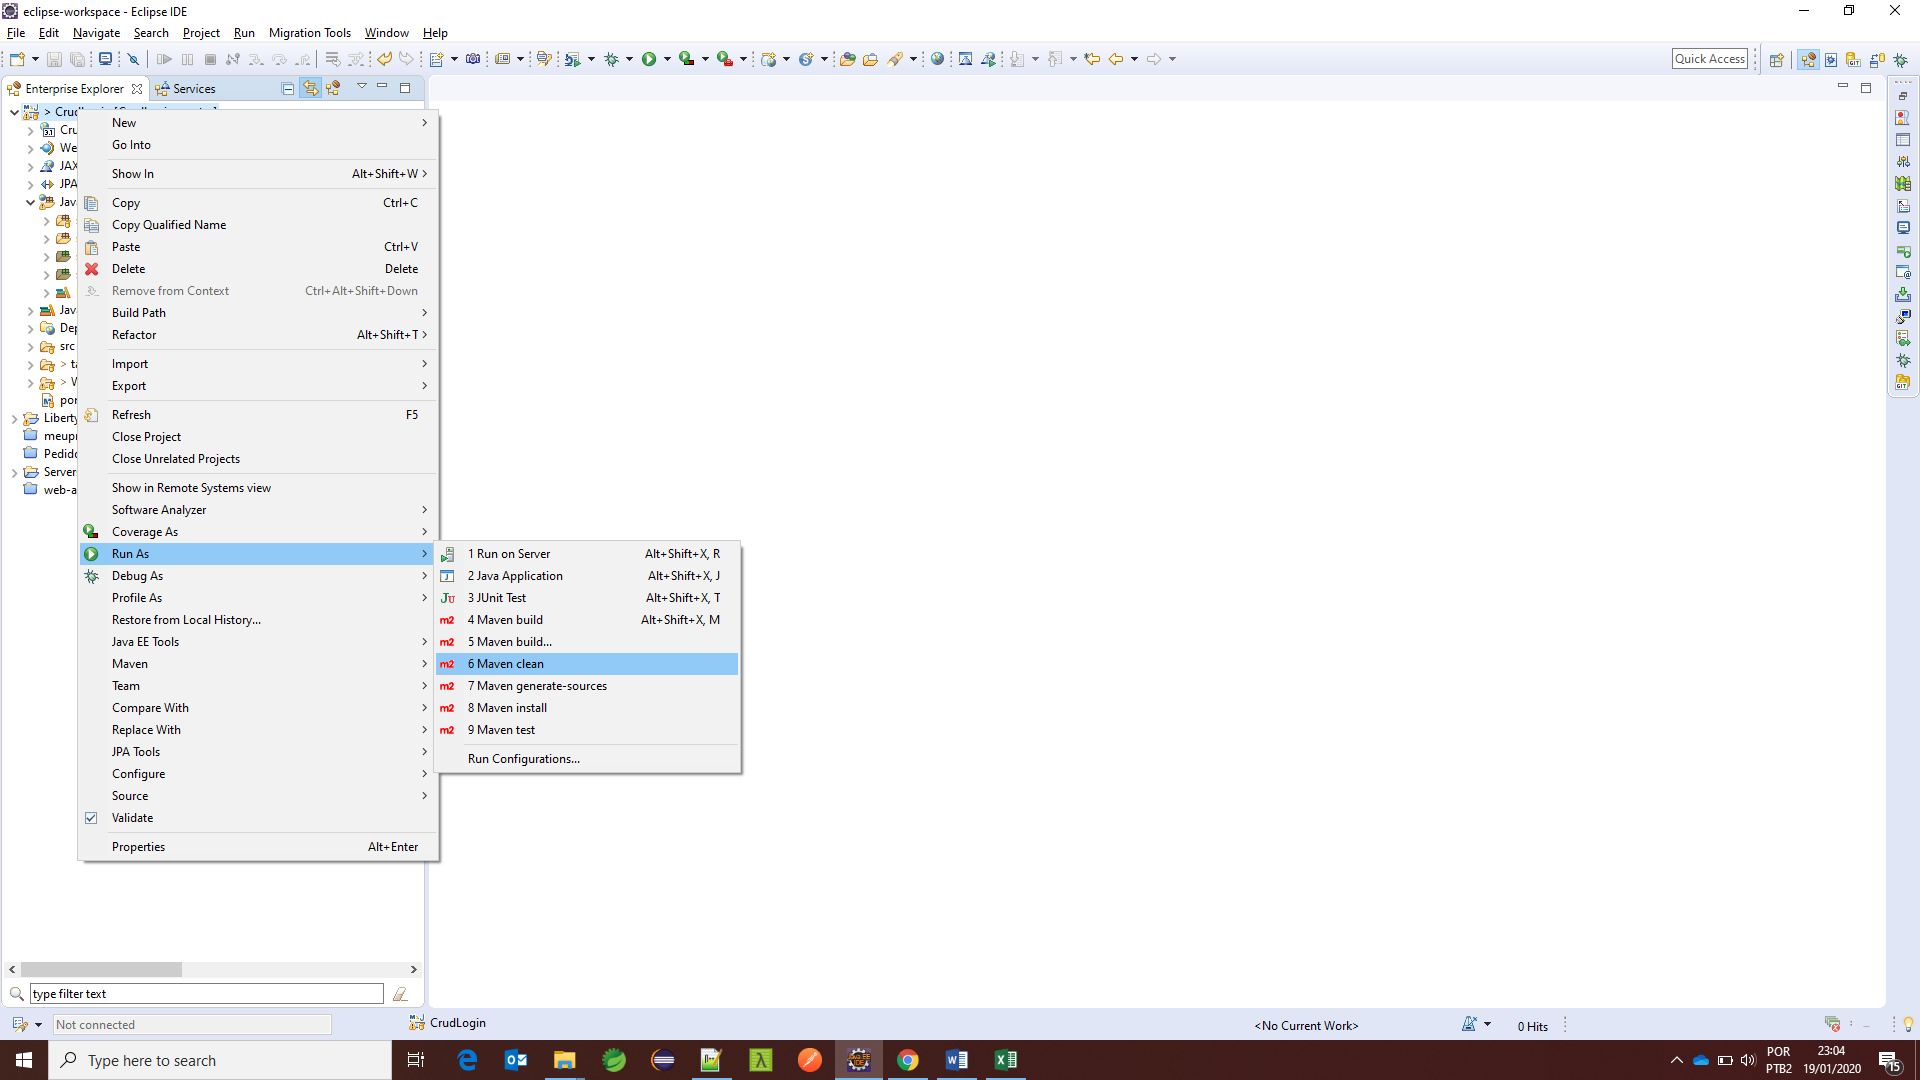 eclipse-workspace - Eclipse IDE
File Edit Navigate Search Project Run Migration Tools Window Help
Quick Access
Enterprise Explorer Services
> Cru
Cru
We
JAX
JPA
Jav
Jav
Dep
src
> ta
> W
por
Liberty
meupr
Pedido
Server
web-a
New
Go Into
Show In Alt+Shift+W
Copy Ctrl+C
Copy Qualified Name
Paste Ctrl+V
Delete Delete
Remove from Context Ctrl+Alt+Shift+Down
Build Path
Refactor Alt+Shift+T
Import
Export
Refresh F5
Close Project
Close Unrelated Projects
Show in Remote Systems view
Software Analyzer
Coverage As
Run As
Debug As
Profile As
Restore from Local History...
Java EE Tools
Maven
Team
Compare With
Replace With
JPA Tools
Configure
Source
Validate
Properties Alt+Enter
1 Run on Server Alt+Shift+X, R
2 Java Application Alt+Shift+X, J
JU 3 JUnit Test Alt+Shift+X, T
m2 4 Maven build Alt+Shift+X, M
m2 5 Maven build...
m2 6 Maven clean
m2 7 Maven generate-sources
m2 8 Maven install
m2 9 Maven test
Run Configurations...
type filter text
Not connected
CrudLogin
<No Current Work>
0 Hits
Type here to search
POR
PTB2
23:04
19/01/2020
15